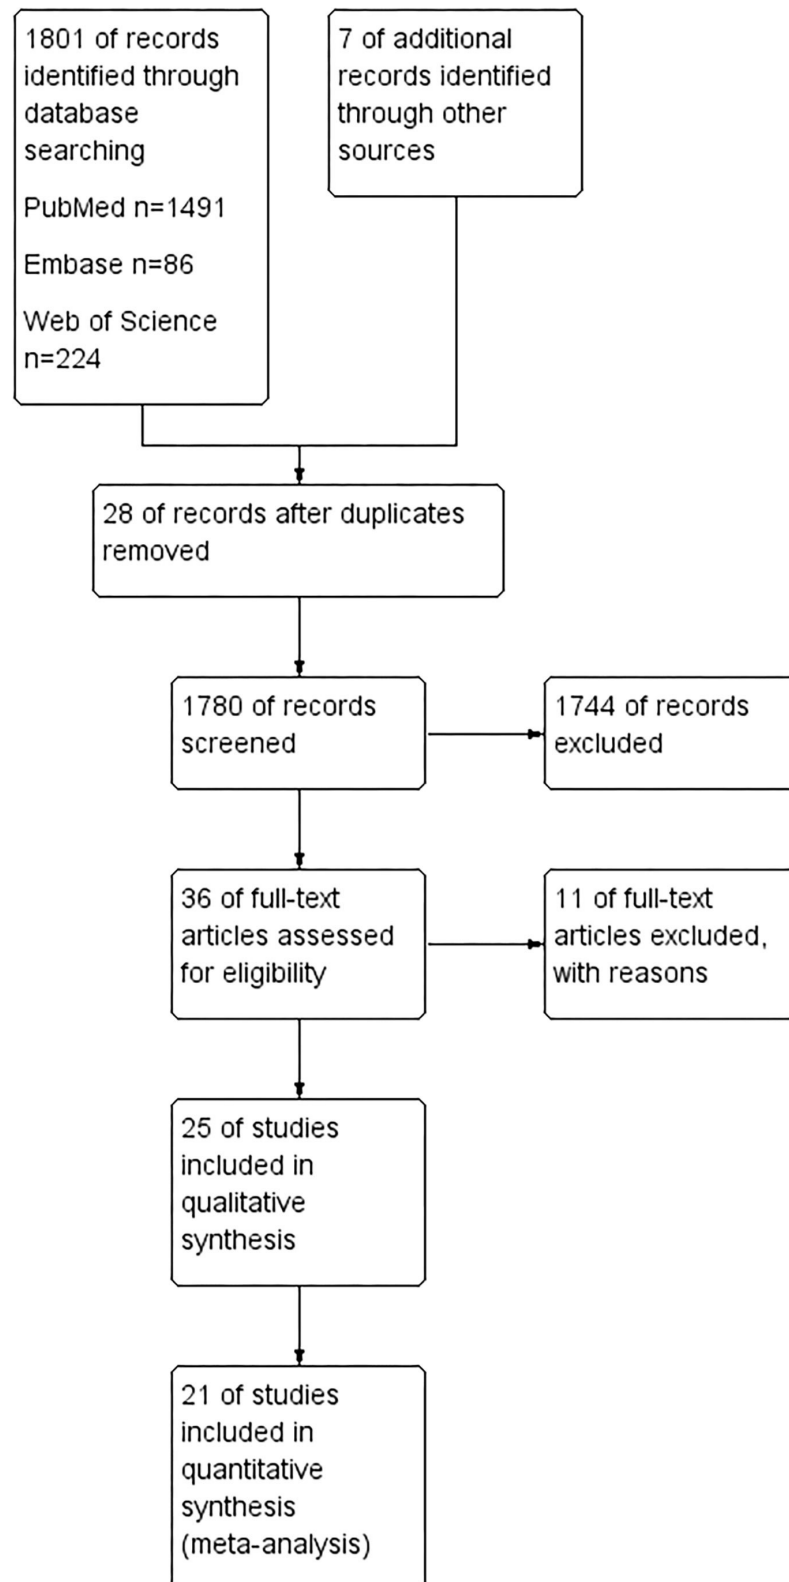 1801 of records
identified through
database
searching
PubMed n=1491
Embase n=86
Web of Science
n=224
7 of additional
records identified
through other
sources
28 of records after duplicates
removed
1780 of records
screened
1744 of records
excluded
36 of full-text
articles assessed
for eligibility
11 of full-text
articles excluded,
with reasons
25 of studies
included in
qualitative
synthesis
21 of studies
included in
quantitative
synthesis
(meta-analysis)